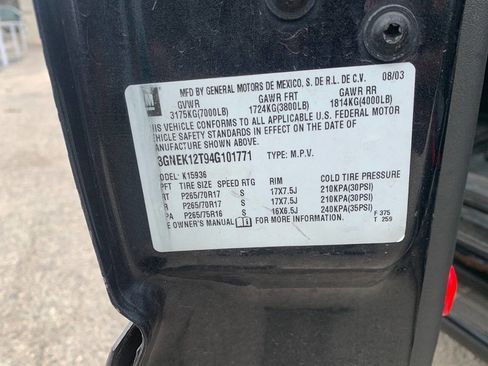 MFD BY GENERAL MOTORS DE MEXICO, S. DE R.L. DE C.V. 08/03
GVWR GAWR FRT GAWR RR
3175KG(7000LB) 1724KG(3800LB) 1814KG(4000LB)
IS VEHICLE CONFORMS TO ALL APPLICABLE U.S. FEDERAL MOTOR
HICLE SAFETY STANDARDS IN EFFECT ON THE DATE OF
ANUFACTURE SHOWN ABOVE.
3GNEK12T94G101771 TYPE: M.P.V.
ODEL: K15936
PFT TIRE SIZE SPEED RTG RIM COLD TIRE PRESSURE
RT P265/70R17 S 17X7.5J 210KPA(30PSI)
R P265/70R17 S 17X7.5J 210KPA(30PSI)
PA P265/75R16 S 16X6.5J 240KPA(35PSI) F 375
E OWNER'S MANUAL FOR MORE INFORMATION. T 259